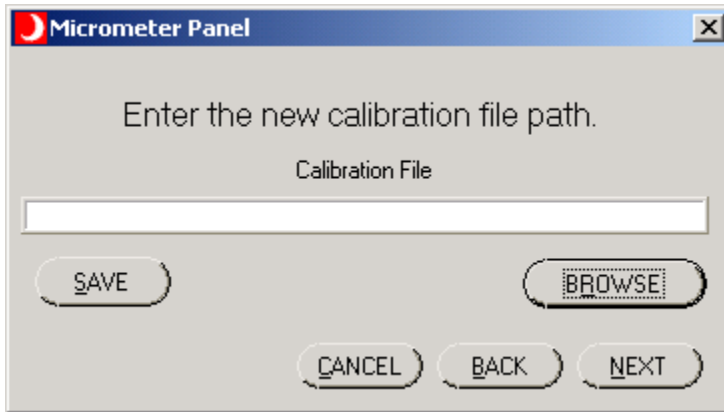 Micrometer Panel
Enter the new calibration file path.
Calibration File
SAVE
BROWSE
CANCEL
BACK
NEXT